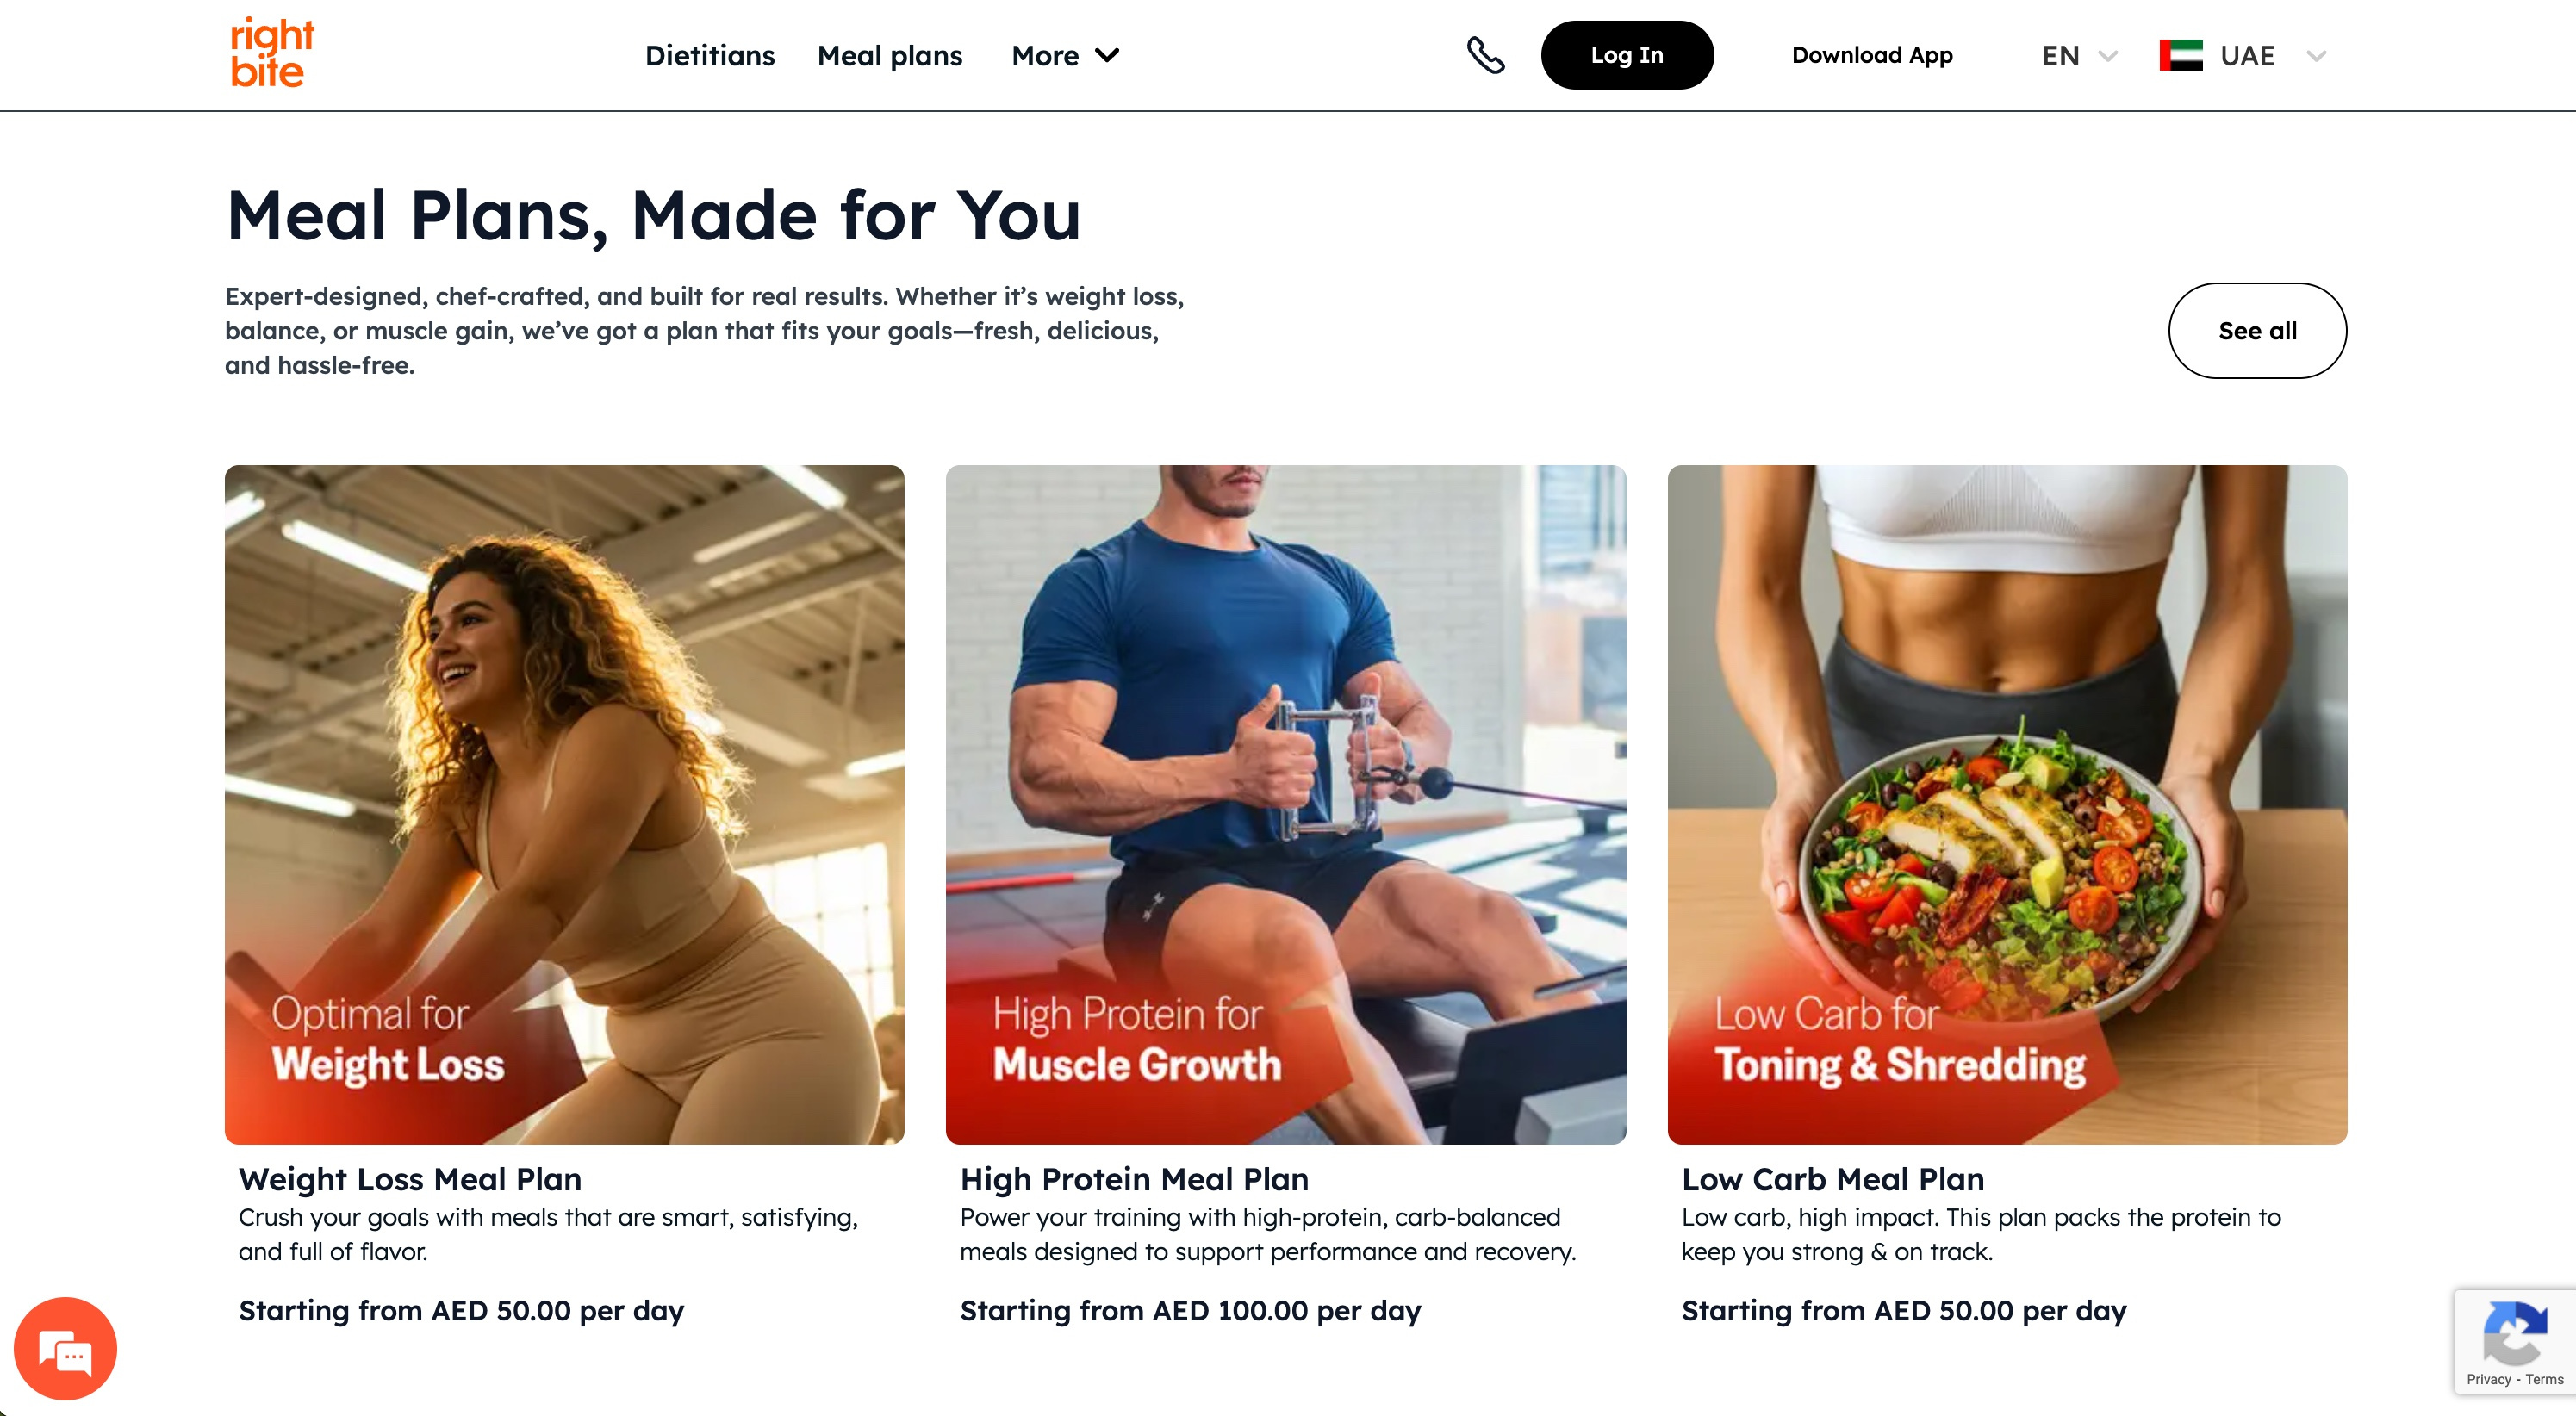 right
bite
Dietitians
Meal plans
More
Log In
Download App
EN
UAE
Meal Plans, Made for You
Expert-designed, chef-crafted, and built for real results. Whether it’s weight loss,
balance, or muscle gain, we’ve got a plan that fits your goals—fresh, delicious,
and hassle-free.
See all
Optimal for
Weight Loss
High Protein for
Muscle Growth
Low Carb for
Toning & Shredding
Weight Loss Meal Plan
Crush your goals with meals that are smart, satisfying,
and full of flavor.
Starting from AED 50.00 per day
High Protein Meal Plan
Power your training with high-protein, carb-balanced
meals designed to support performance and recovery.
Starting from AED 100.00 per day
Low Carb Meal Plan
Low carb, high impact. This plan packs the protein to
keep you strong & on track.
Starting from AED 50.00 per day
Privacy - Terms